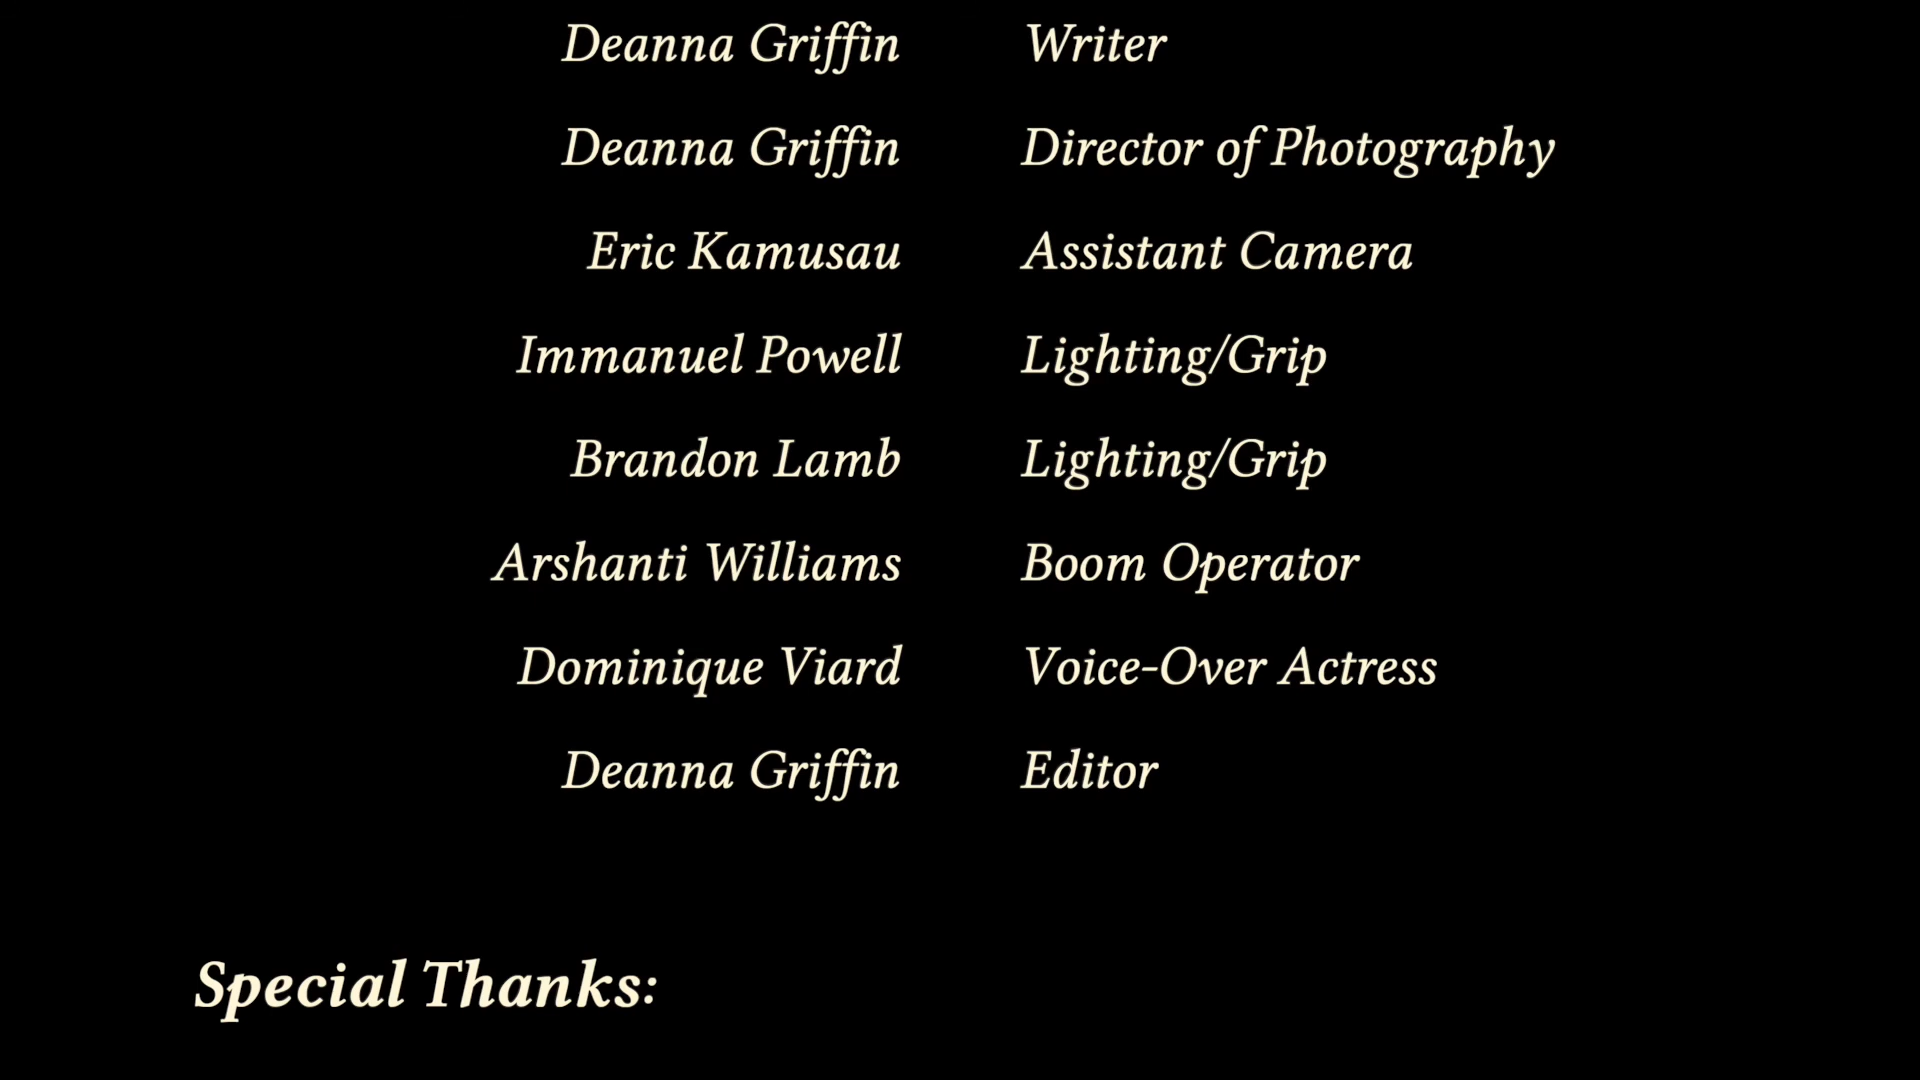 Deanna Griffin Writer
Deanna Griffin Director of Photography
Eric Kamusau Assistant Camera
Immanuel Powell Lighting/Grip
Brandon Lamb Lighting/Grip
Arshanti Williams Boom Operator
Dominique Viard Voice-Over Actress
Deanna Griffin Editor
Special Thanks: